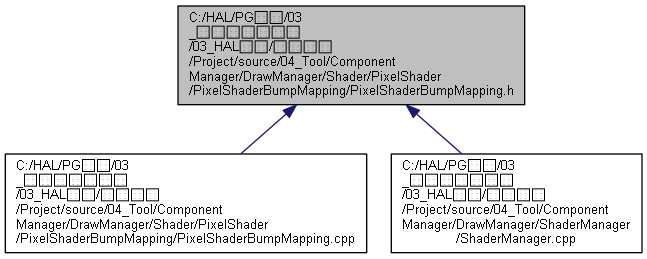 C:/HAL/PG□□/03
_□□□□□□□
/03_HAL□□/□□□□
/Project/source/04_Tool/Component
Manager/DrawManager/Shader/PixelShader
/PixelShaderBumpMapping/PixelShaderBumpMapping.h
C:/HAL/PG□□/03
_□□□□□□□
/03_HAL□□/□□□□
/Project/source/04_Tool/Component
Manager/DrawManager/Shader/PixelShader
/PixelShaderBumpMapping/PixelShaderBumpMapping.cpp
C:/HAL/PG□□/03
_□□□□□□□
/03_HAL□□/□□□□
/Project/source/04_Tool/Component
Manager/DrawManager/ShaderManager
/ShaderManager.cpp